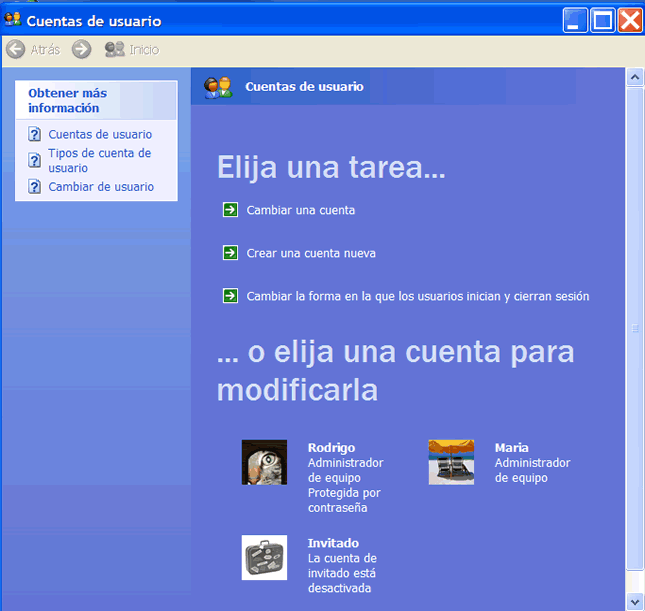 Cuentas de usuario
Atrás
Inicio
Obtener más
información
Cuentas de usuario
Tipos de cuenta de
usuario
Cambiar de usuario
Cuentas de usuario
Elija una tarea...
Cambiar una cuenta
Crear una cuenta nueva
Cambiar la forma en la que los usuarios inician y cierran sesión
... o elija una cuenta para
modificarla
Rodrigo
Administrador
de equipo
Protegida por
contraseña
Maria
Administrador
de equipo
Invitado
La cuenta de
invitado está
desactivada